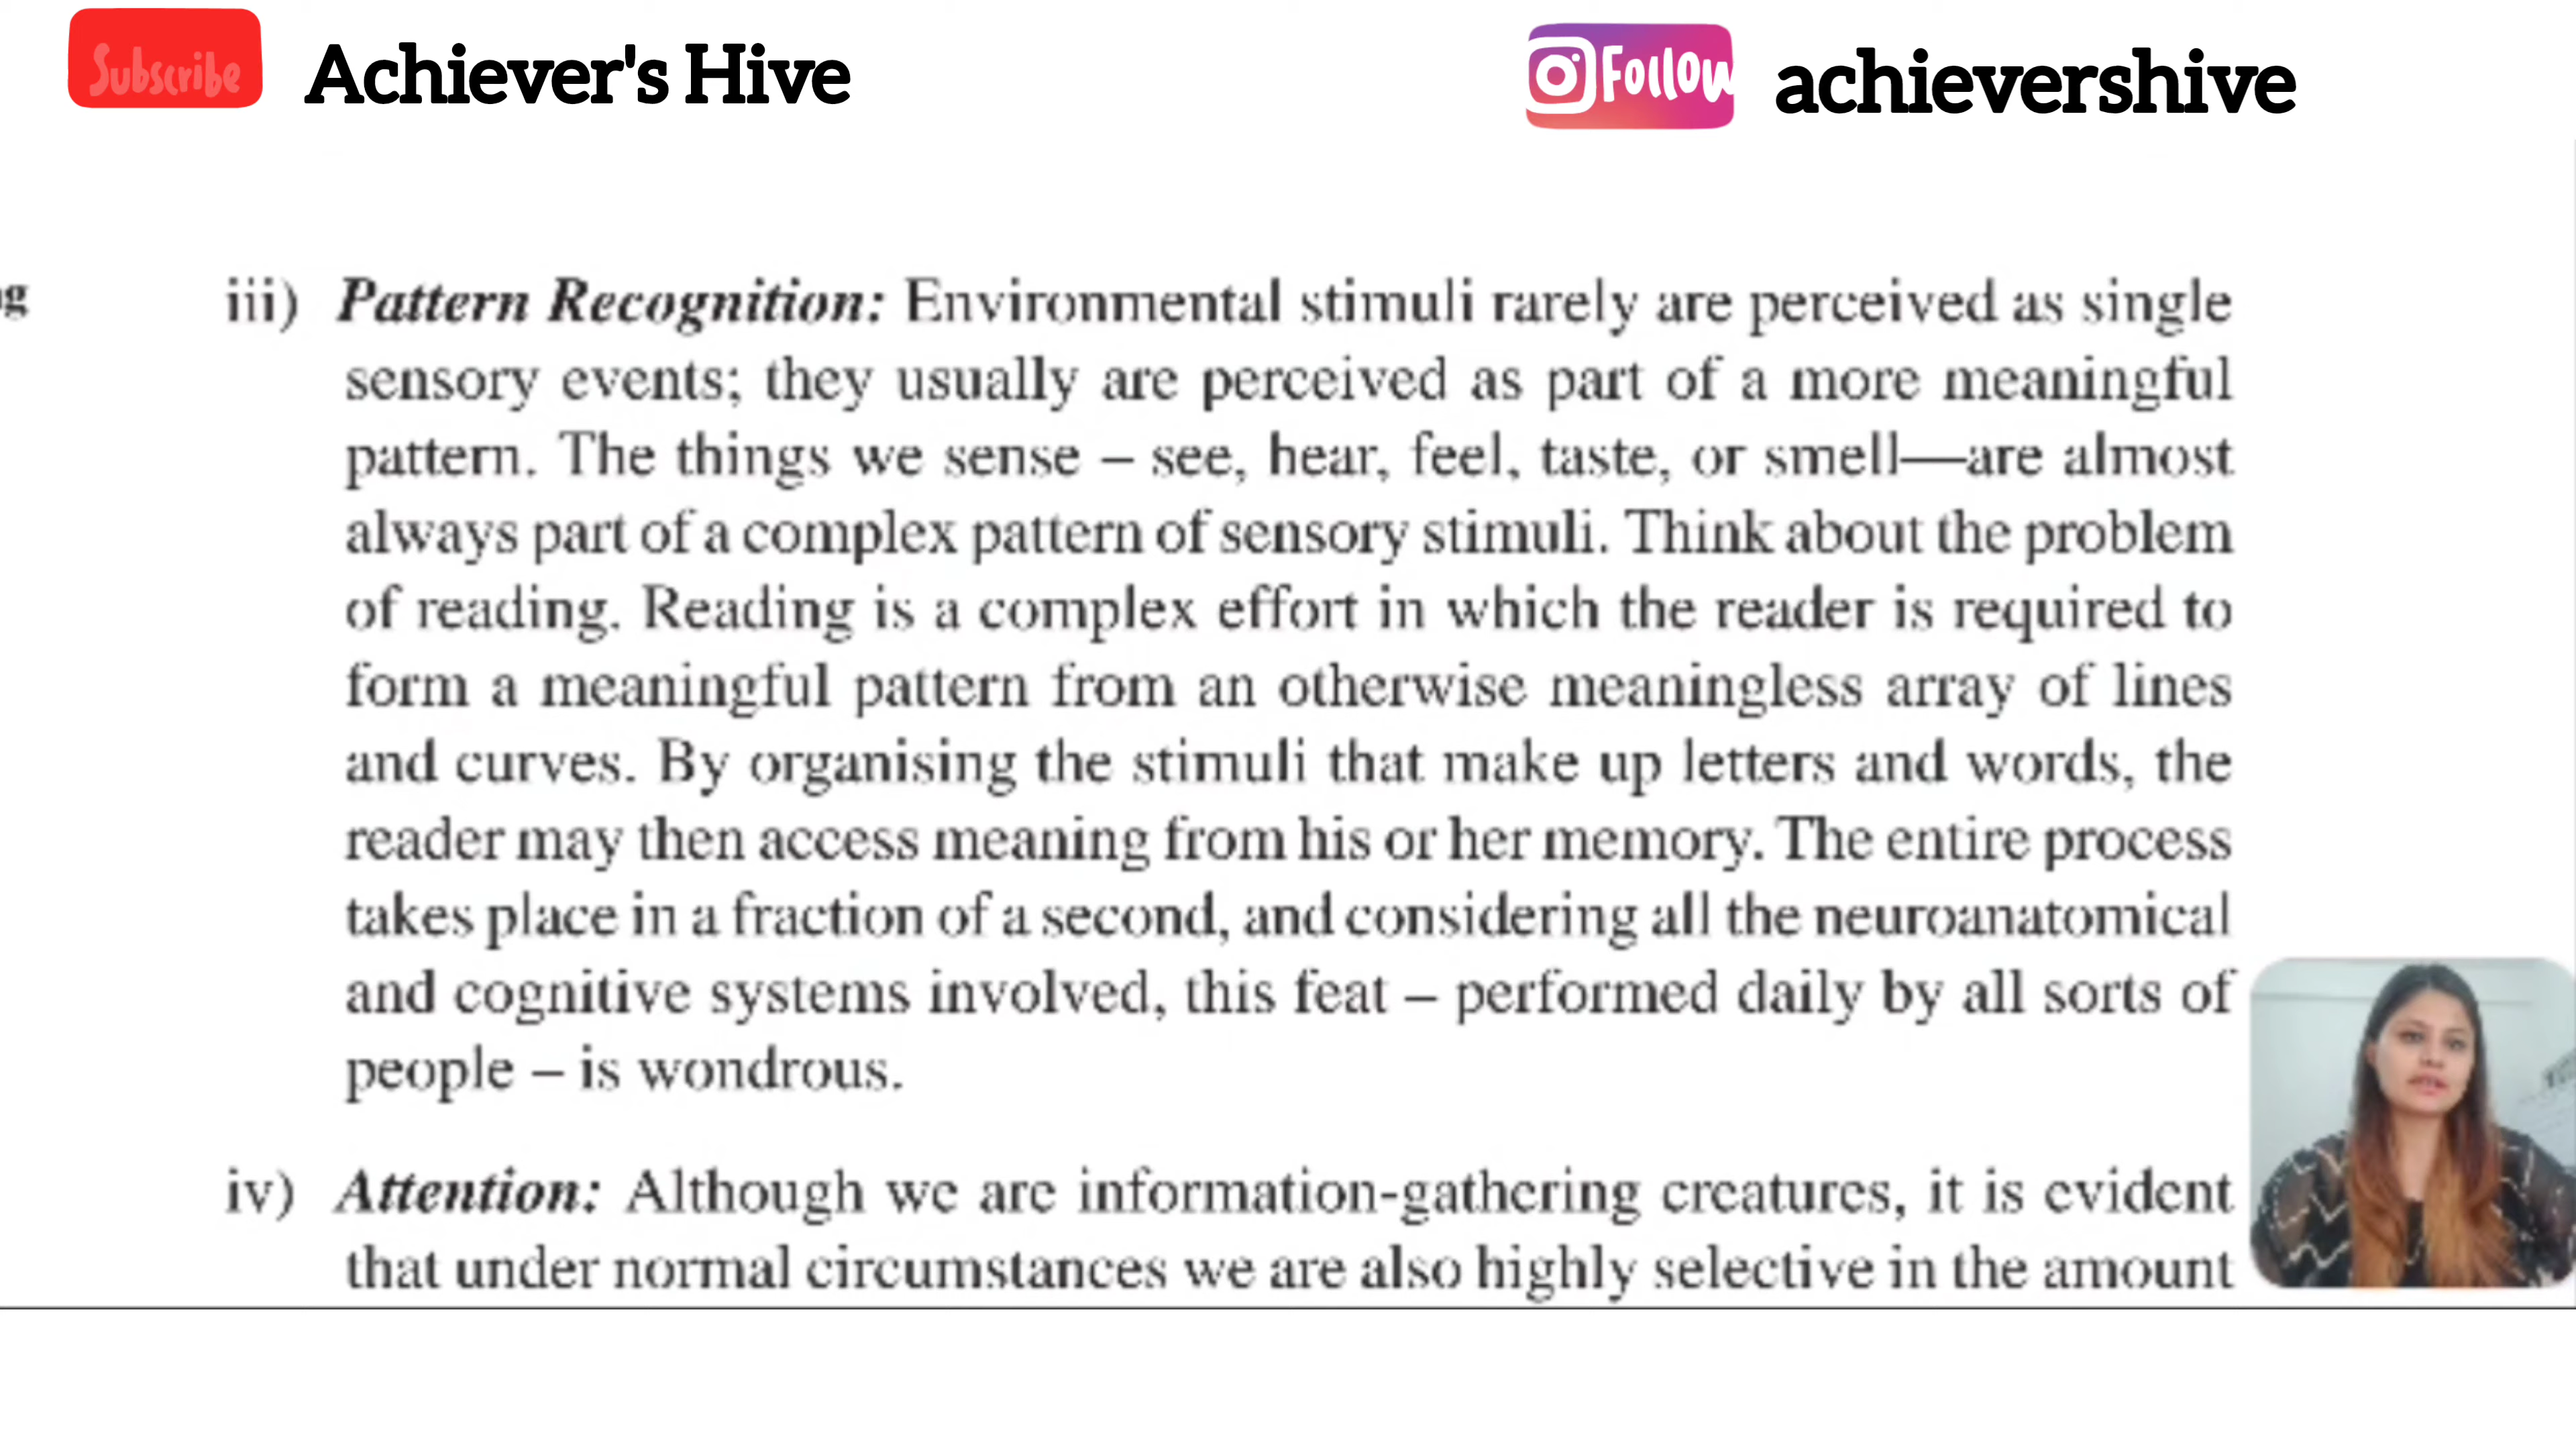 Subscribe Achiever's Hive Follow achievershive
iii) Pattern Recognition: Environmental stimuli rarely are perceived as single
sensory events; they usually are perceived as part of a more meaningful
pattern. The things we sense – see, hear, feel, taste, or smell—are almost
always part of a complex pattern of sensory stimuli. Think about the problem
of reading. Reading is a complex effort in which the reader is required to
form a meaningful pattern from an otherwise meaningless array of lines
and curves. By organising the stimuli that make up letters and words, the
reader may then access meaning from his or her memory. The entire process
takes place in a fraction of a second, and considering all the neuroanatomical
and cognitive systems involved, this feat – performed daily by all sorts of
people – is wondrous.
iv) Attention: Although we are information-gathering creatures, it is evident
that under normal circumstances we are also highly selective in the amount